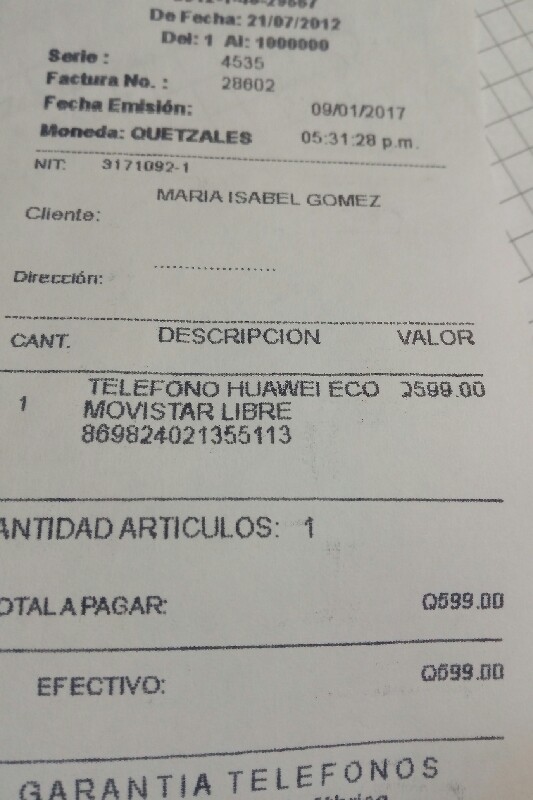 De Fecha: 21/07/2012
Del: 1 Al: 1000000
Serie : 4535
Factura No. : 28602
Fecha Emisión: 09/01/2017
Moneda: QUETZALES 05:31:28 p.m.
NIT: 3171092-1
MARIA ISABEL GOMEZ
Cliente:
Dirección:
CANT. DESCRIPCION VALOR
1 TELEFONO HUAWEI ECO Q599.00
MOVISTAR LIBRE
869824021355113
ANTIDAD ARTICULOS: 1
OTAL A PAGAR: Q599.00
EFECTIVO: Q599.00
GARANTIA TELEFONOS